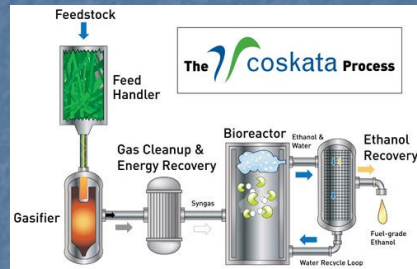 Feedstock
Feed
Handler
The coskata Process
Gas Cleanup &
Energy Recovery
Bioreactor
Ethanol &
Water
Ethanol
Recovery
Gasifier
Syngas
Fuel-grade
Ethanol
Water Recycle Loop